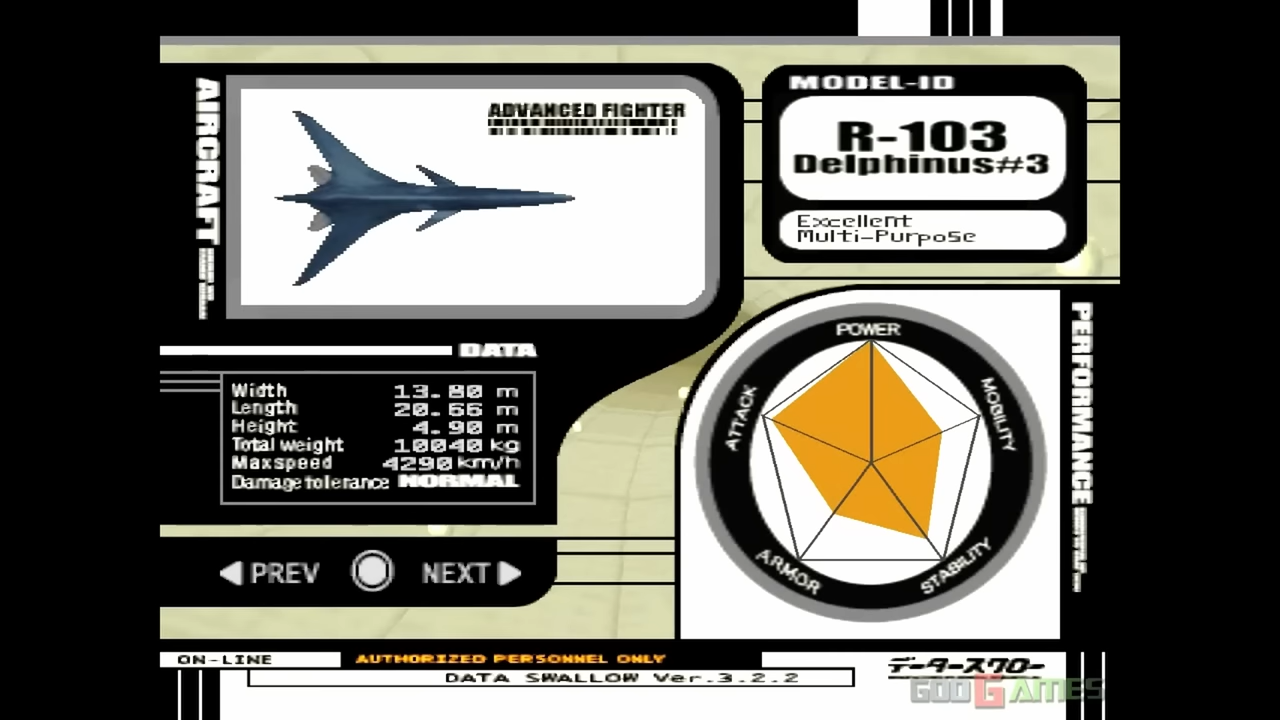 AIRCRAFT
ADVANCED FIGHTER
MODEL-ID
R-103
Delphinus#3
Excellent
Multi-Purpose
DATA
Width 13.80 m
Length 20.66 m
Height 4.90 m
Total weight 10040 kg
Maxspeed 4290 km/h
Damage tolerance NORMAL
PREV NEXT
PERFORMANCE
POWER
MOBILITY
STABILITY
ARMOR
ATTACK
ON-LINE
AUTHORIZED PERSONNEL ONLY
DATA SWALLOW Ver.3.2.2
データースワロー
GODGAMES